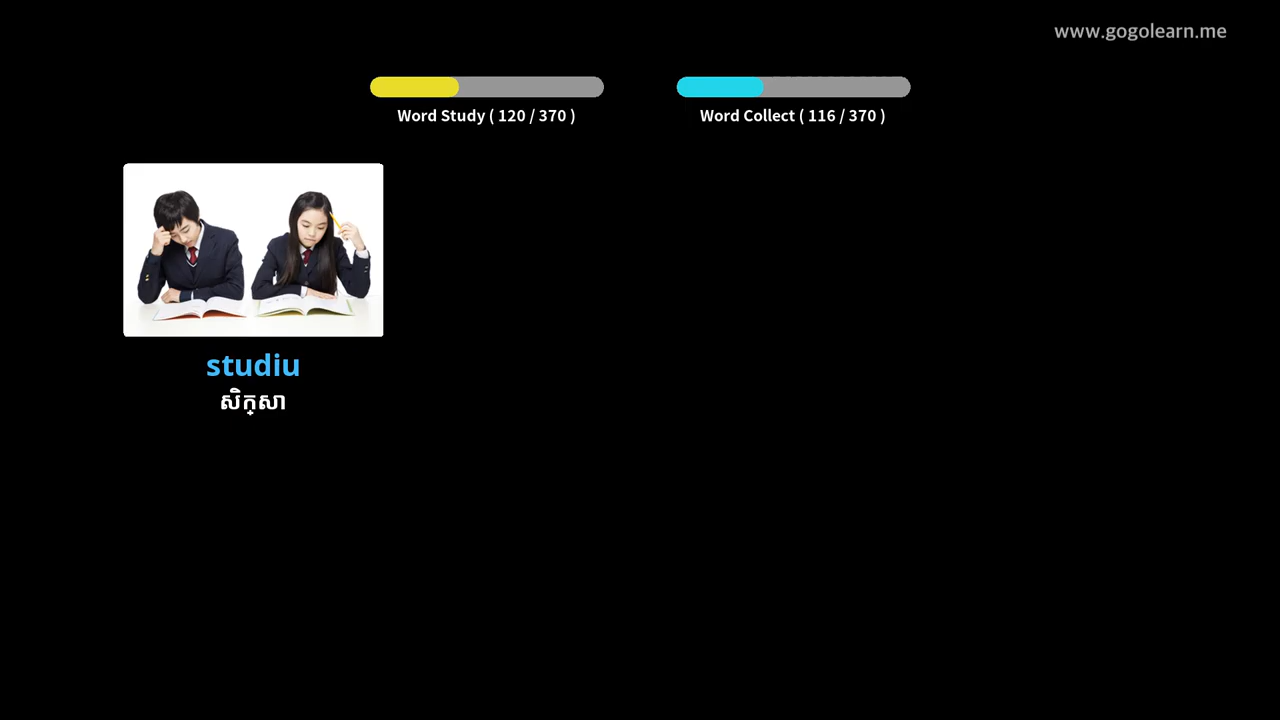 www.gogolearn.me
Word Study ( 120 / 370 )
Word Collect ( 116 / 370 )
studiu
សិក្សា